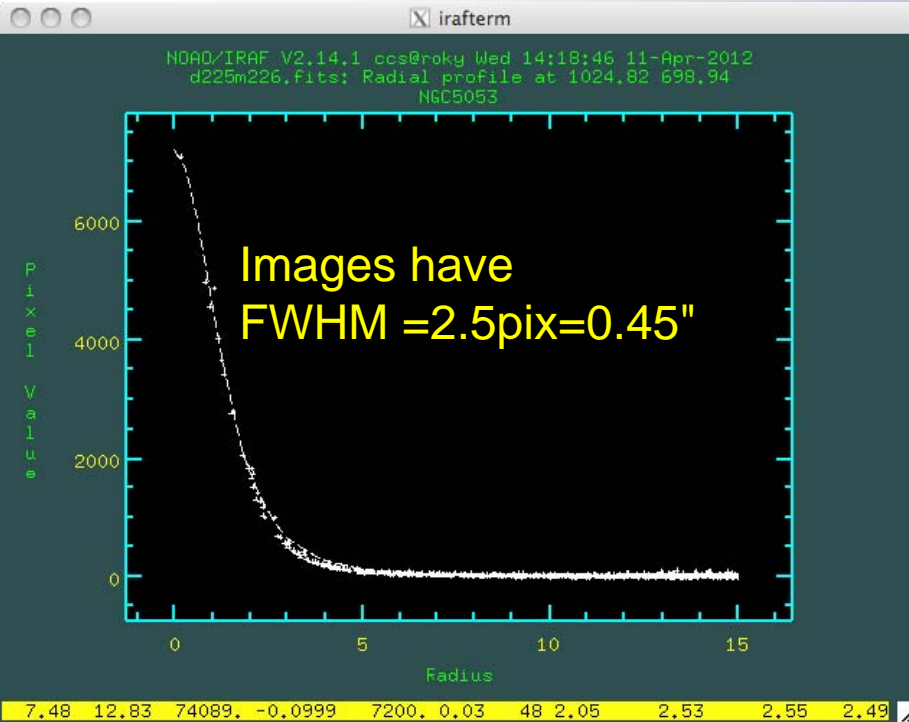 irafterm
NOAO/IRAF V2.14.1 ccs@roky Wed 14:18:46 11-Apr-2012
d225m226.fits: Radial profile at 1024.82 698.94
NGC5053
Images have
FWHM =2.5pix=0.45"
Pixel Value
6000
4000
2000
0
0 5 10 15
Radius
7.48 12.83 74089. -0.0999 7200. 0.03 48 2.05 2.53 2.55 2.49